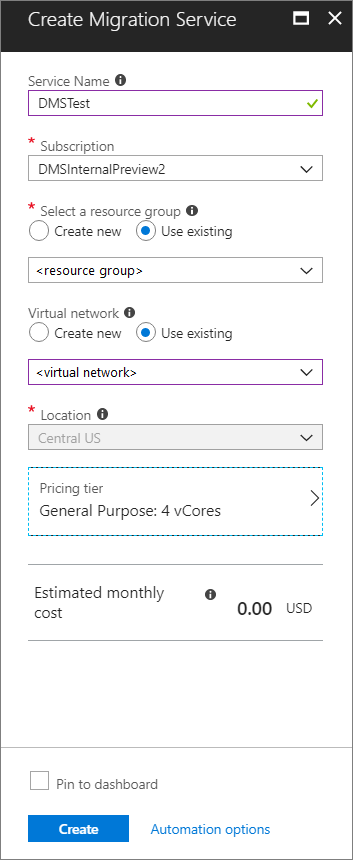 Create Migration Service
Service Name
DMSTest
* Subscription
DMSInternalPreview2
* Select a resource group
Create new Use existing
<resource group>
Virtual network
Create new Use existing
<virtual network>
* Location
Central US
Pricing tier
General Purpose: 4 vCores
Estimated monthly
cost 0.00 USD
Pin to dashboard
Create Automation options